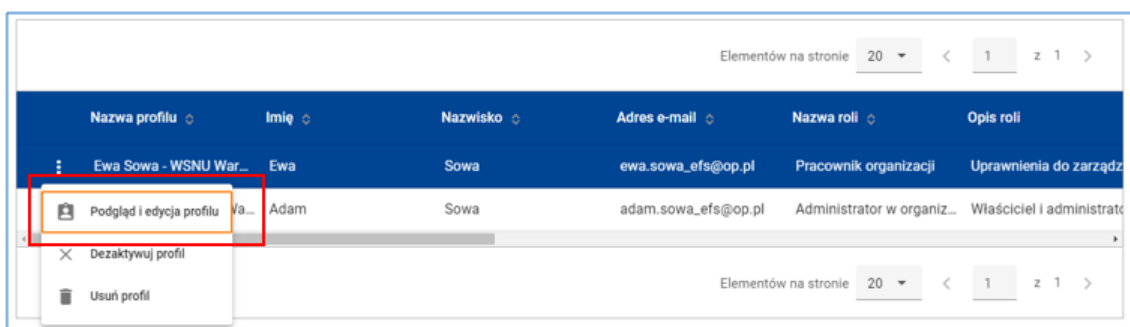 Elementów na stronie 20 1 z 1
Nazwa profilu Imię Nazwisko Adres e-mail Nazwa roli Opis roli
Ewa Sowa - WSNU War... Ewa Sowa ewa.sowa_efs@op.pl Pracownik organizacji Uprawnienia do zarządz
Podgląd i edycja profilu Wa... Adam Sowa adam.sowa_efs@op.pl Administrator w organiz... Właściciel i administrato
Dezaktywuj profil
Usuń profil
Elementów na stronie 20 1 z 1